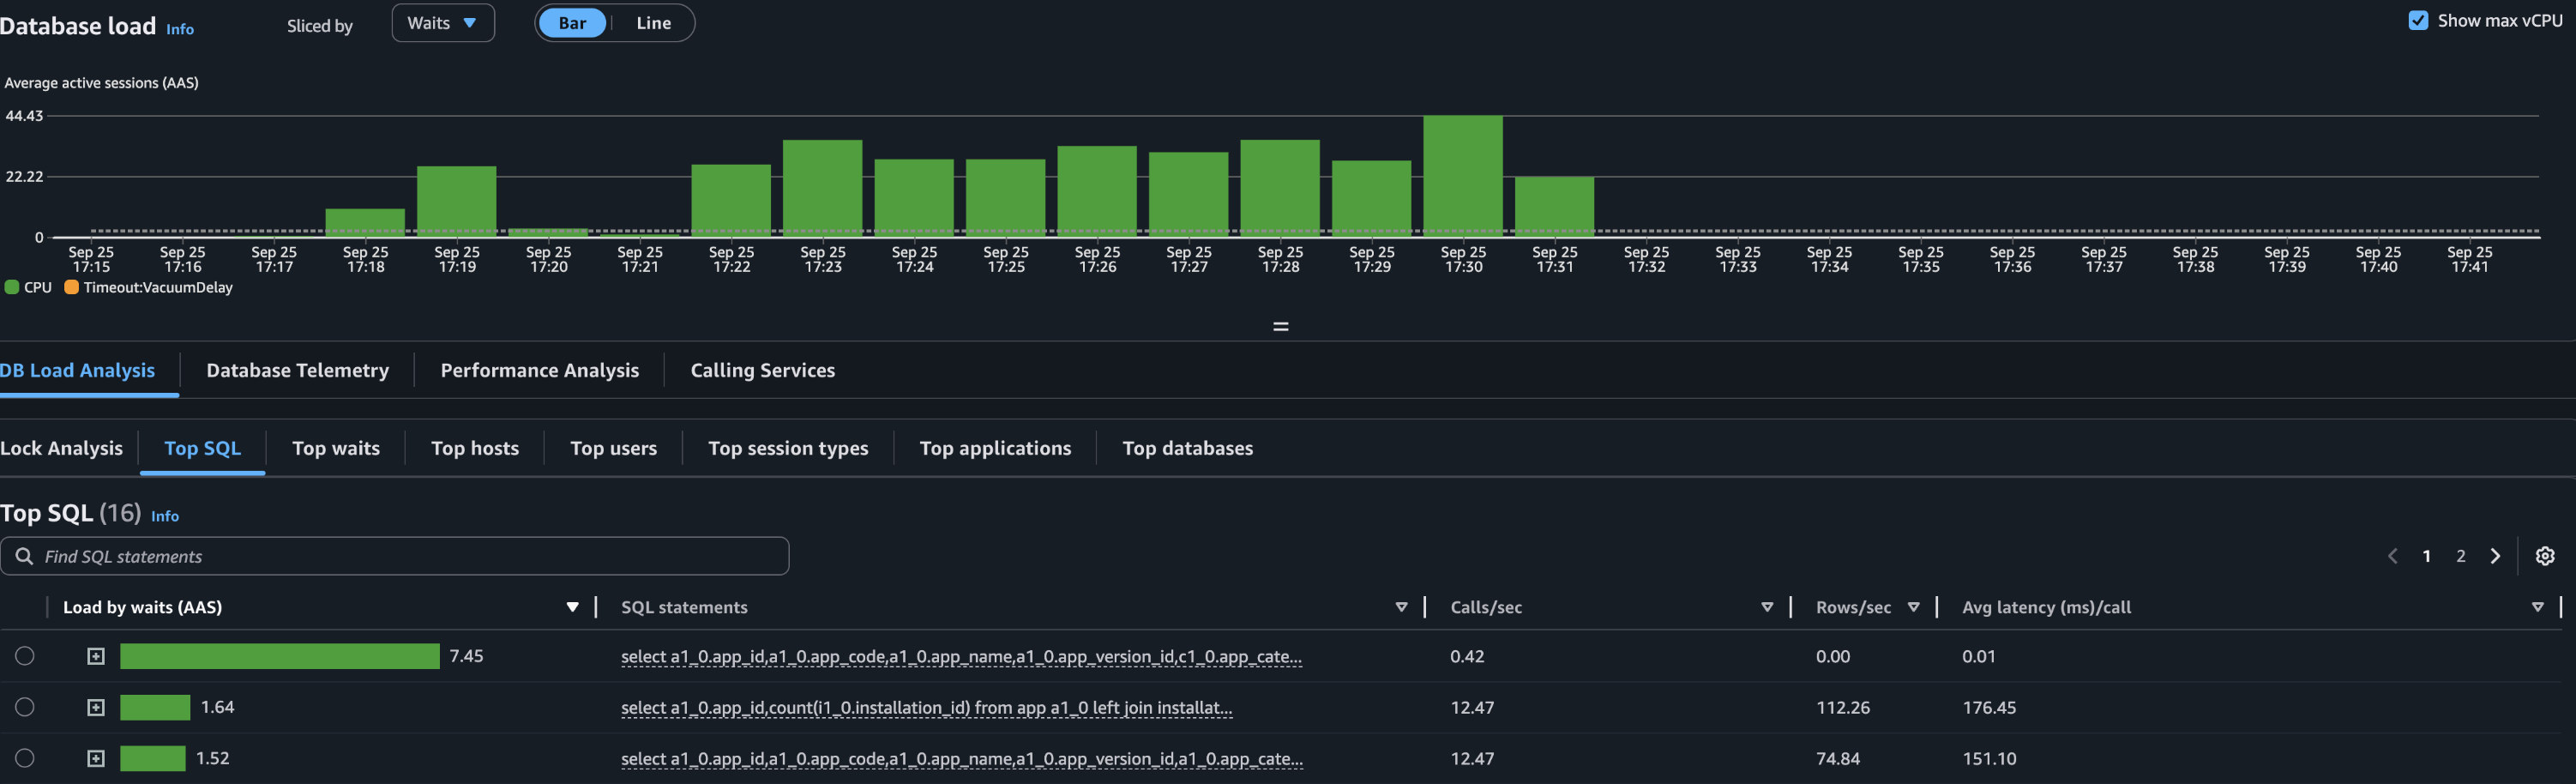 Database load Info Sliced by Waits Bar Line Show max vCPU
Average active sessions (AAS)
44.43
22.22
0
Sep 25 Sep 25 Sep 25 Sep 25 Sep 25 Sep 25 Sep 25 Sep 25 Sep 25 Sep 25 Sep 25 Sep 25 Sep 25 Sep 25 Sep 25 Sep 25 Sep 25 Sep 25 Sep 25 Sep 25 Sep 25 Sep 25 Sep 25 Sep 25 Sep 25 Sep 25 Sep 25
17:15 17:16 17:17 17:18 17:19 17:20 17:21 17:22 17:23 17:24 17:25 17:26 17:27 17:28 17:29 17:30 17:31 17:32 17:33 17:34 17:35 17:36 17:37 17:38 17:39 17:40 17:41
CPU Timeout:VacuumDelay
DB Load Analysis Database Telemetry Performance Analysis Calling Services
Lock Analysis Top SQL Top waits Top hosts Top users Top session types Top applications Top databases
Top SQL (16) Info
Find SQL statements 1 2
Load by waits (AAS) SQL statements Calls/sec Rows/sec Avg latency (ms)/call
7.45 select a1_0.app_id,a1_0.app_code,a1_0.app_name,a1_0.app_version_id,c1_0.app_cate... 0.42 0.00 0.01
1.64 select a1_0.app_id,count(i1_0.installation_id) from app a1_0 left join installat... 12.47 112.26 176.45
1.52 select a1_0.app_id,a1_0.app_code,a1_0.app_name,a1_0.app_version_id,a1_0.app_cate... 12.47 74.84 151.10